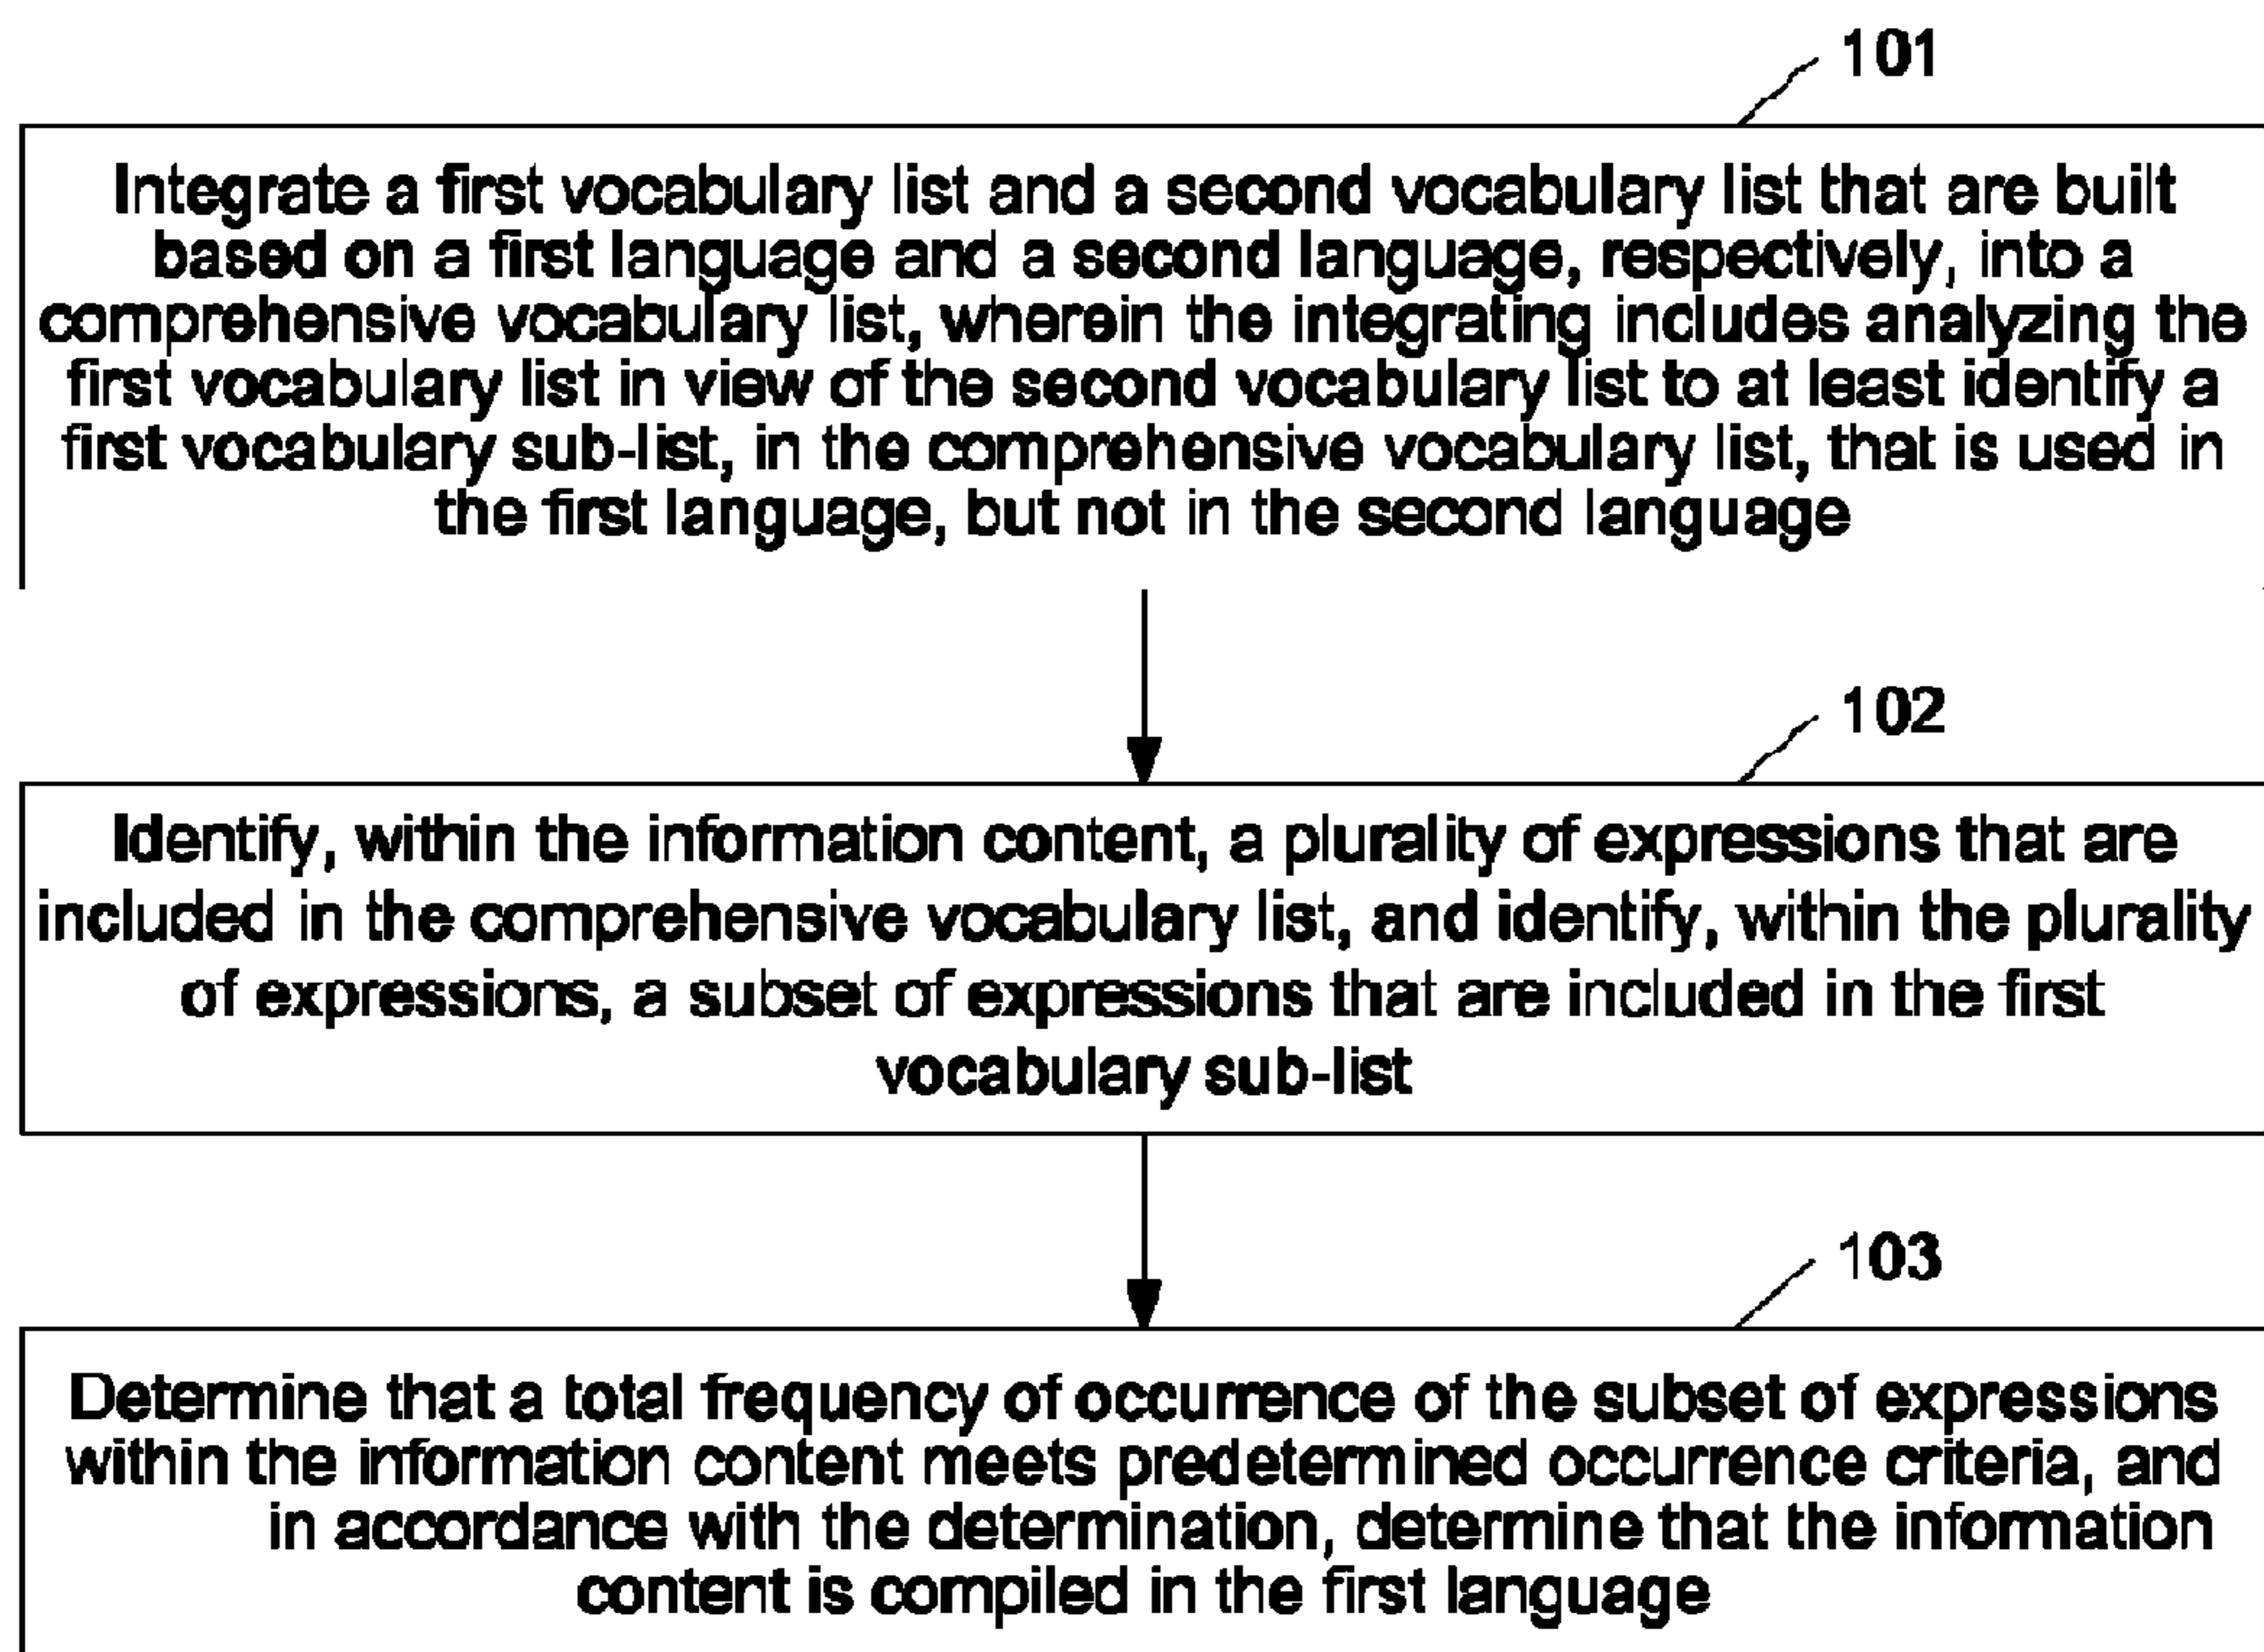 101
Integrate a first vocabulary list and a second vocabulary list that are built
based on a first language and a second language, respectively, into a
comprehensive vocabulary list, wherein the integrating includes analyzing the
first vocabulary list in view of the second vocabulary list to at least identify a
first vocabulary sub-list, in the comprehensive vocabulary list, that is used in
the first language, but not in the second language
102
Identify, within the information content, a plurality of expressions that are
included in the comprehensive vocabulary list, and identify, within the plurality
of expressions, a subset of expressions that are included in the first
vocabulary sub-list
103
Determine that a total frequency of occurrence of the subset of expressions
within the information content meets predetermined occurrence criteria, and
in accordance with the determination, determine that the information
content is compiled in the first language